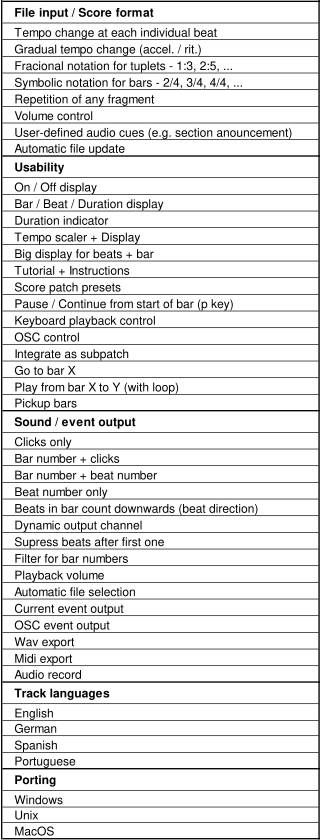 File input / Score format
Tempo change at each individual beat
Gradual tempo change (accel. / rit.)
Fracional notation for tuplets - 1:3, 2:5, ...
Symbolic notation for bars - 2/4, 3/4, 4/4, ...
Repetition of any fragment
Volume control
User-defined audio cues (e.g. section anouncement)
Automatic file update
Usability
On / Off display
Bar / Beat / Duration display
Duration indicator
Tempo scaler + Display
Big display for beats + bar
Tutorial + Instructions
Score patch presets
Pause / Continue from start of bar (p key)
Keyboard playback control
OSC control
Integrate as subpatch
Go to bar X
Play from bar X to Y (with loop)
Pickup bars
Sound / event output
Clicks only
Bar number + clicks
Bar number + beat number
Beat number only
Beats in bar count downwards (beat direction)
Dynamic output channel
Supress beats after first one
Filter for bar numbers
Playback volume
Automatic file selection
Current event output
OSC event output
Wav export
Midi export
Audio record
Track languages
English
German
Spanish
Portuguese
Porting
Windows
Unix
MacOS